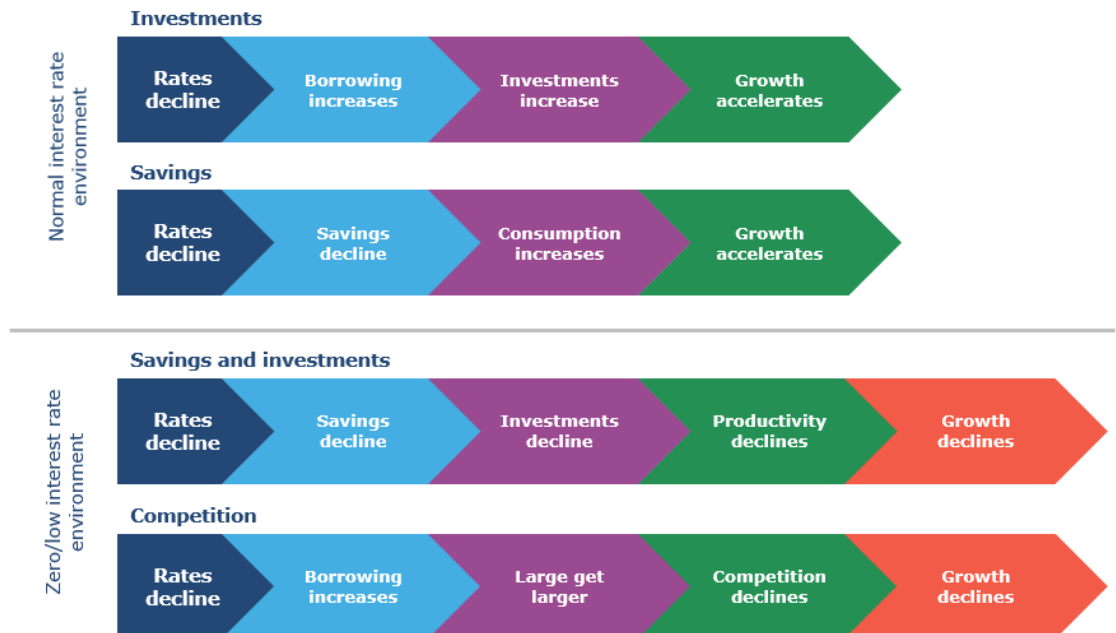 Investments
Normal interest rate
environment
Rates
decline
Borrowing
increases
Investments
increase
Growth
accelerates
Savings
Rates
decline
Savings
decline
Consumption
increases
Growth
accelerates
Savings and investments
Zero/low interest rate
environment
Rates
decline
Savings
decline
Investments
decline
Productivity
declines
Growth
declines
Competition
Rates
decline
Borrowing
increases
Large get
larger
Competition
declines
Growth
declines